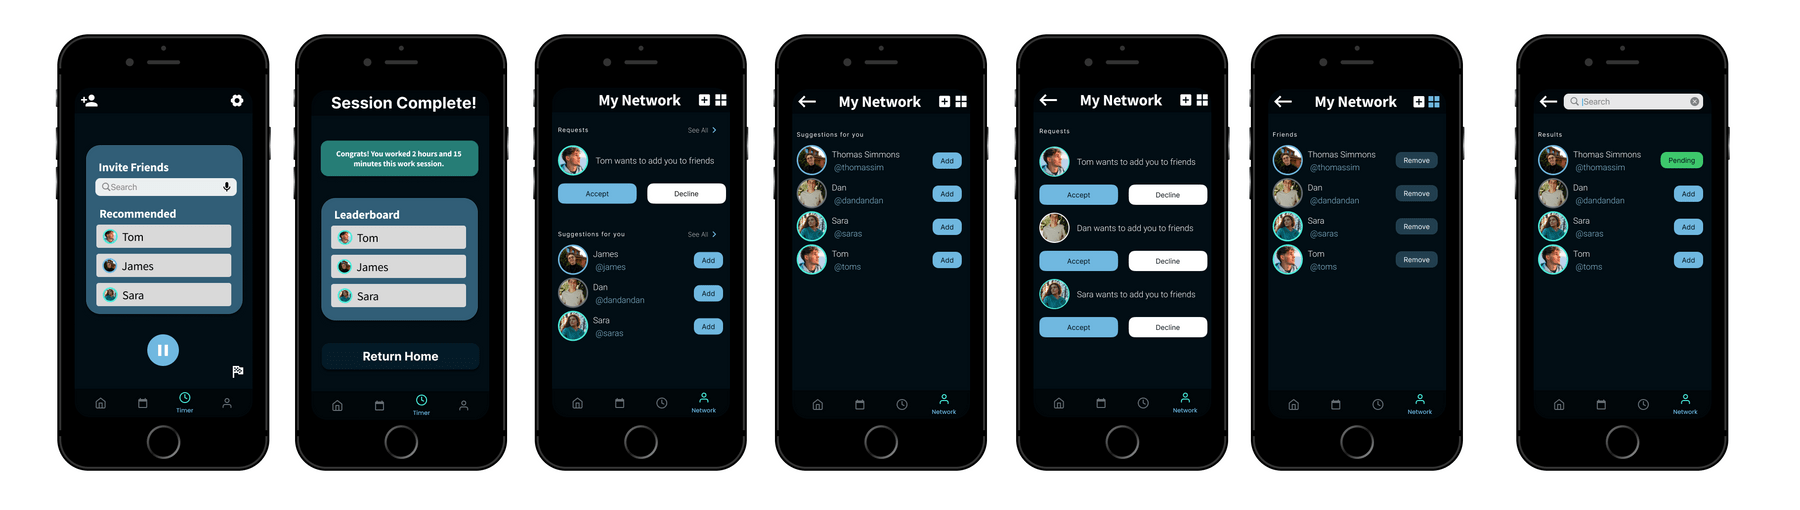 Invite Friends
Search
Recommended
Tom
James
Sara
Timer
Session Complete!
Congrats! You worked 2 hours and 15
minutes this work session.
Leaderboard
Tom
James
Sara
Return Home
Timer
My Network
Requests
See All
Tom wants to add you to friends
Accept
Decline
Suggestions for you
See All
James
@james
Add
Dan
@dandandan
Add
Sara
@saras
Add
Network
My Network
Suggestions for you
Thomas Simmons
@thomassim
Add
Dan
@dandandan
Add
Sara
@saras
Add
Tom
@toms
Add
Network
My Network
Requests
Tom wants to add you to friends
Accept
Decline
Dan wants to add you to friends
Accept
Decline
Sara wants to add you to friends
Accept
Decline
Network
My Network
Friends
Thomas Simmons
@thomassim
Remove
Dan
@dandandan
Remove
Sara
@saras
Remove
Tom
@toms
Remove
Network
Search
Results
Thomas Simmons
@thomassim
Pending
Dan
@dandandan
Add
Sara
@saras
Add
Tom
@toms
Add
Network